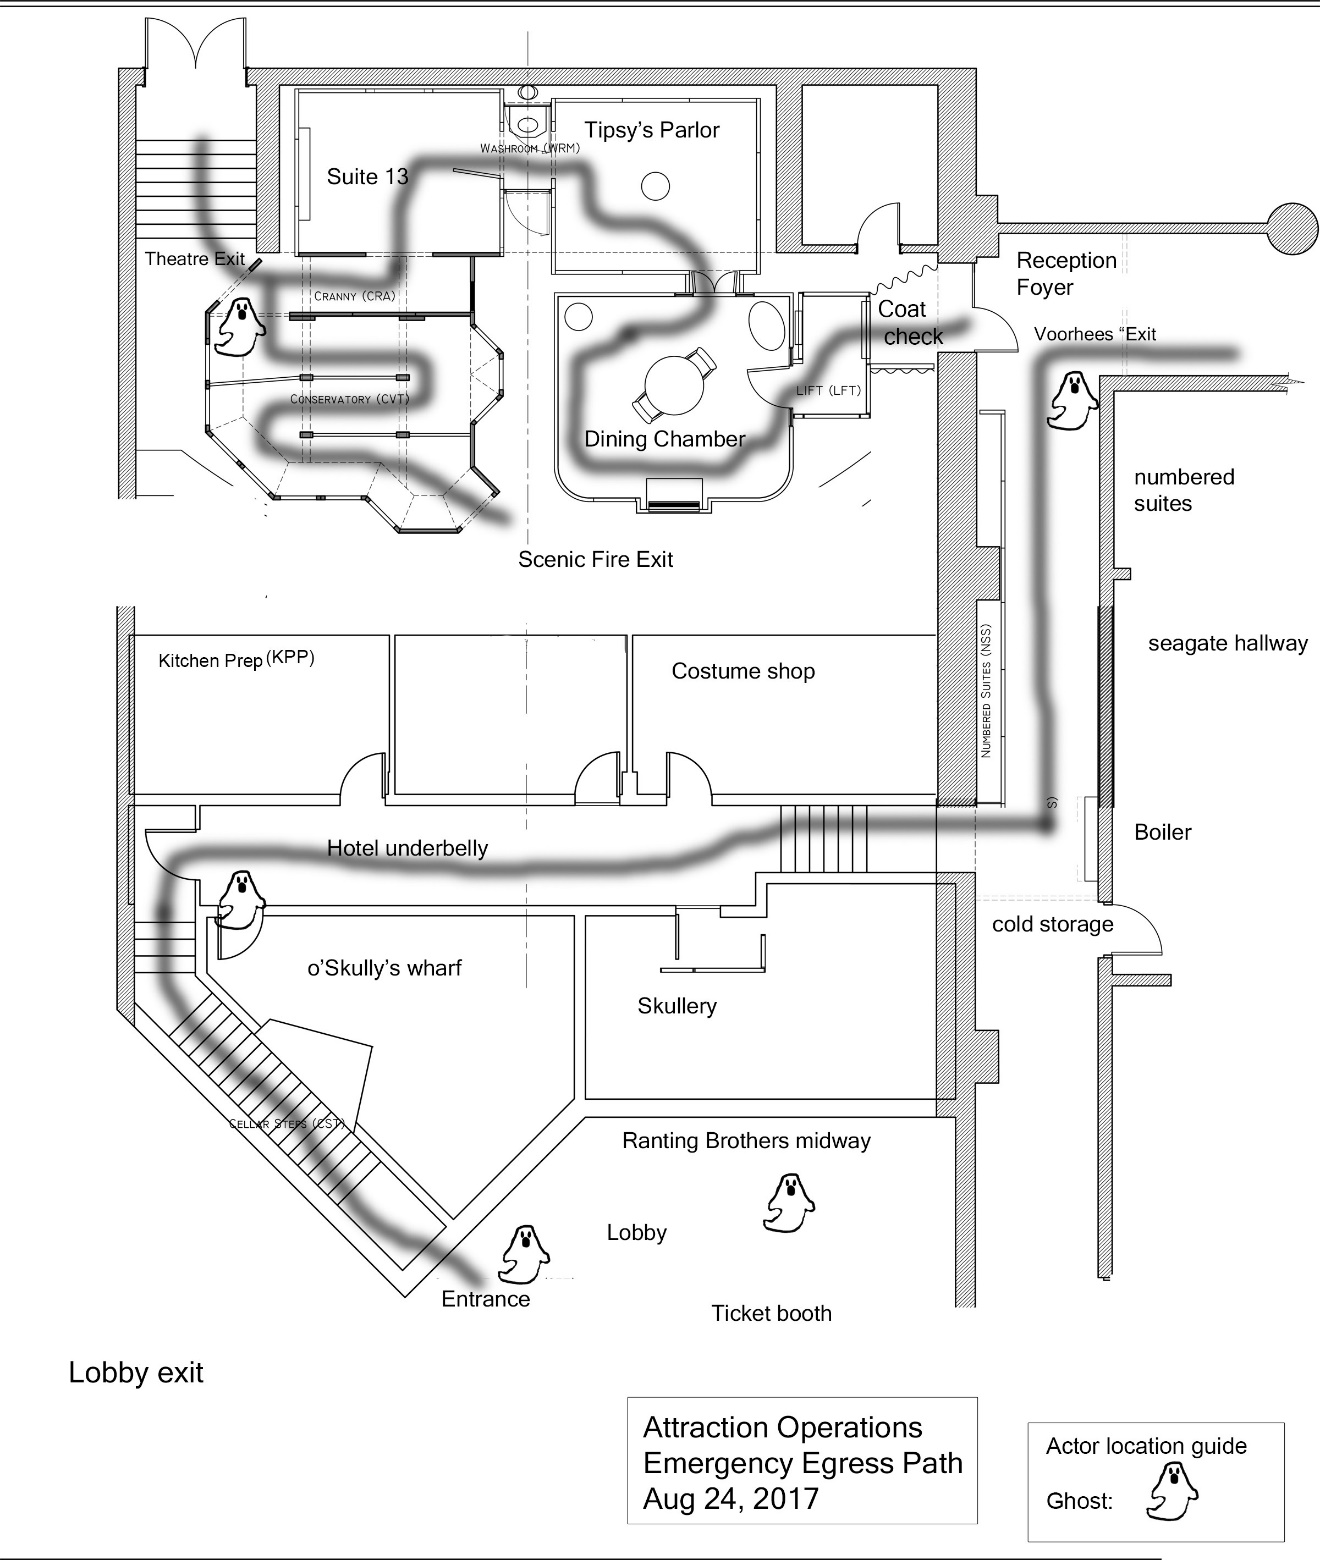 Tipsy's Parlor
WASHROOM (WRM)
Suite 13
Theatre Exit
CRANNY (CRA)
Reception
Foyer
Coat
check
Voorhees “Exit
CONSERVATORY (CVT)
LIFT (LFT)
Dining Chamber
numbered
suites
Scenic Fire Exit
Kitchen Prep (KPP)
Costume shop
NUMBERED SUITES (NSS)
seagate hallway
S)
Boiler
Hotel underbelly
cold storage
o'Skully's wharf
Skullery
CELLAR STEPS (CST)
Ranting Brothers midway
Lobby
Entrance
Ticket booth
Lobby exit
Attraction Operations
Emergency Egress Path
Aug 24, 2017
Actor location guide
Ghost: